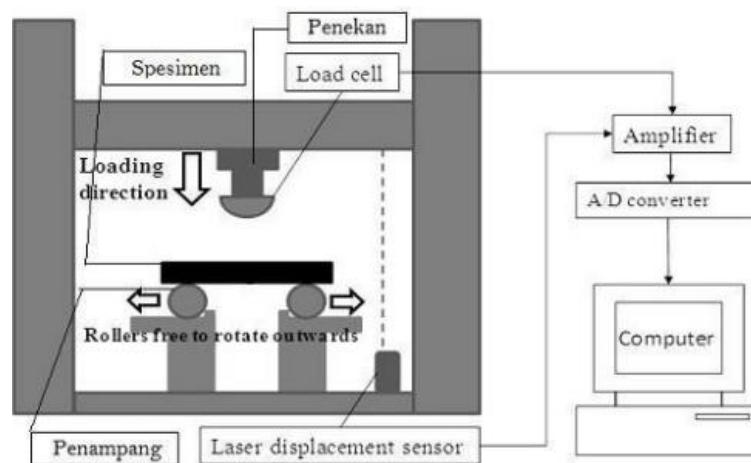 Penekan
Spesimen
Load cell
Amplifier
Loading
direction
A/D converter
Computer
Rollers free to rotate outwards
Penampang
Laser displacement sensor